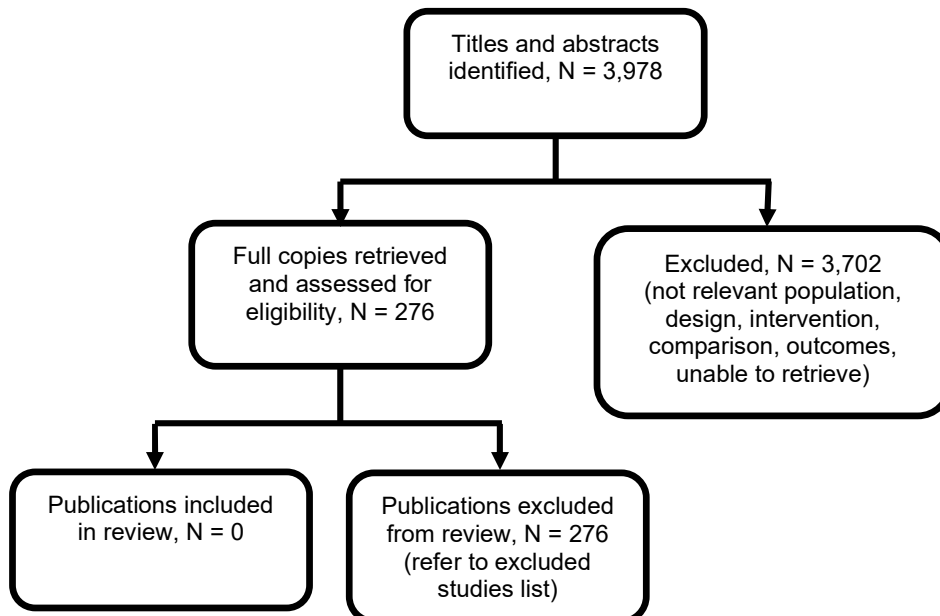 Titles and abstracts
identified, N = 3,978
Full copies retrieved
and assessed for
eligibility, N = 276
Excluded, N = 3,702
(not relevant population,
design, intervention,
comparison, outcomes,
unable to retrieve)
Publications included
in review, N = 0
Publications excluded
from review, N = 276
(refer to excluded
studies list)